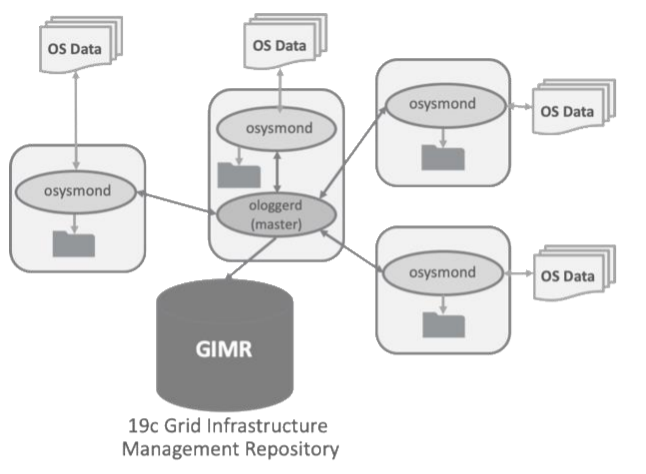 OS Data
OS Data
OS Data
osysmond
osysmond
osysmond
ologgerd
(master)
osysmond
OS Data
GIMR
19c Grid Infrastructure
Management Repository